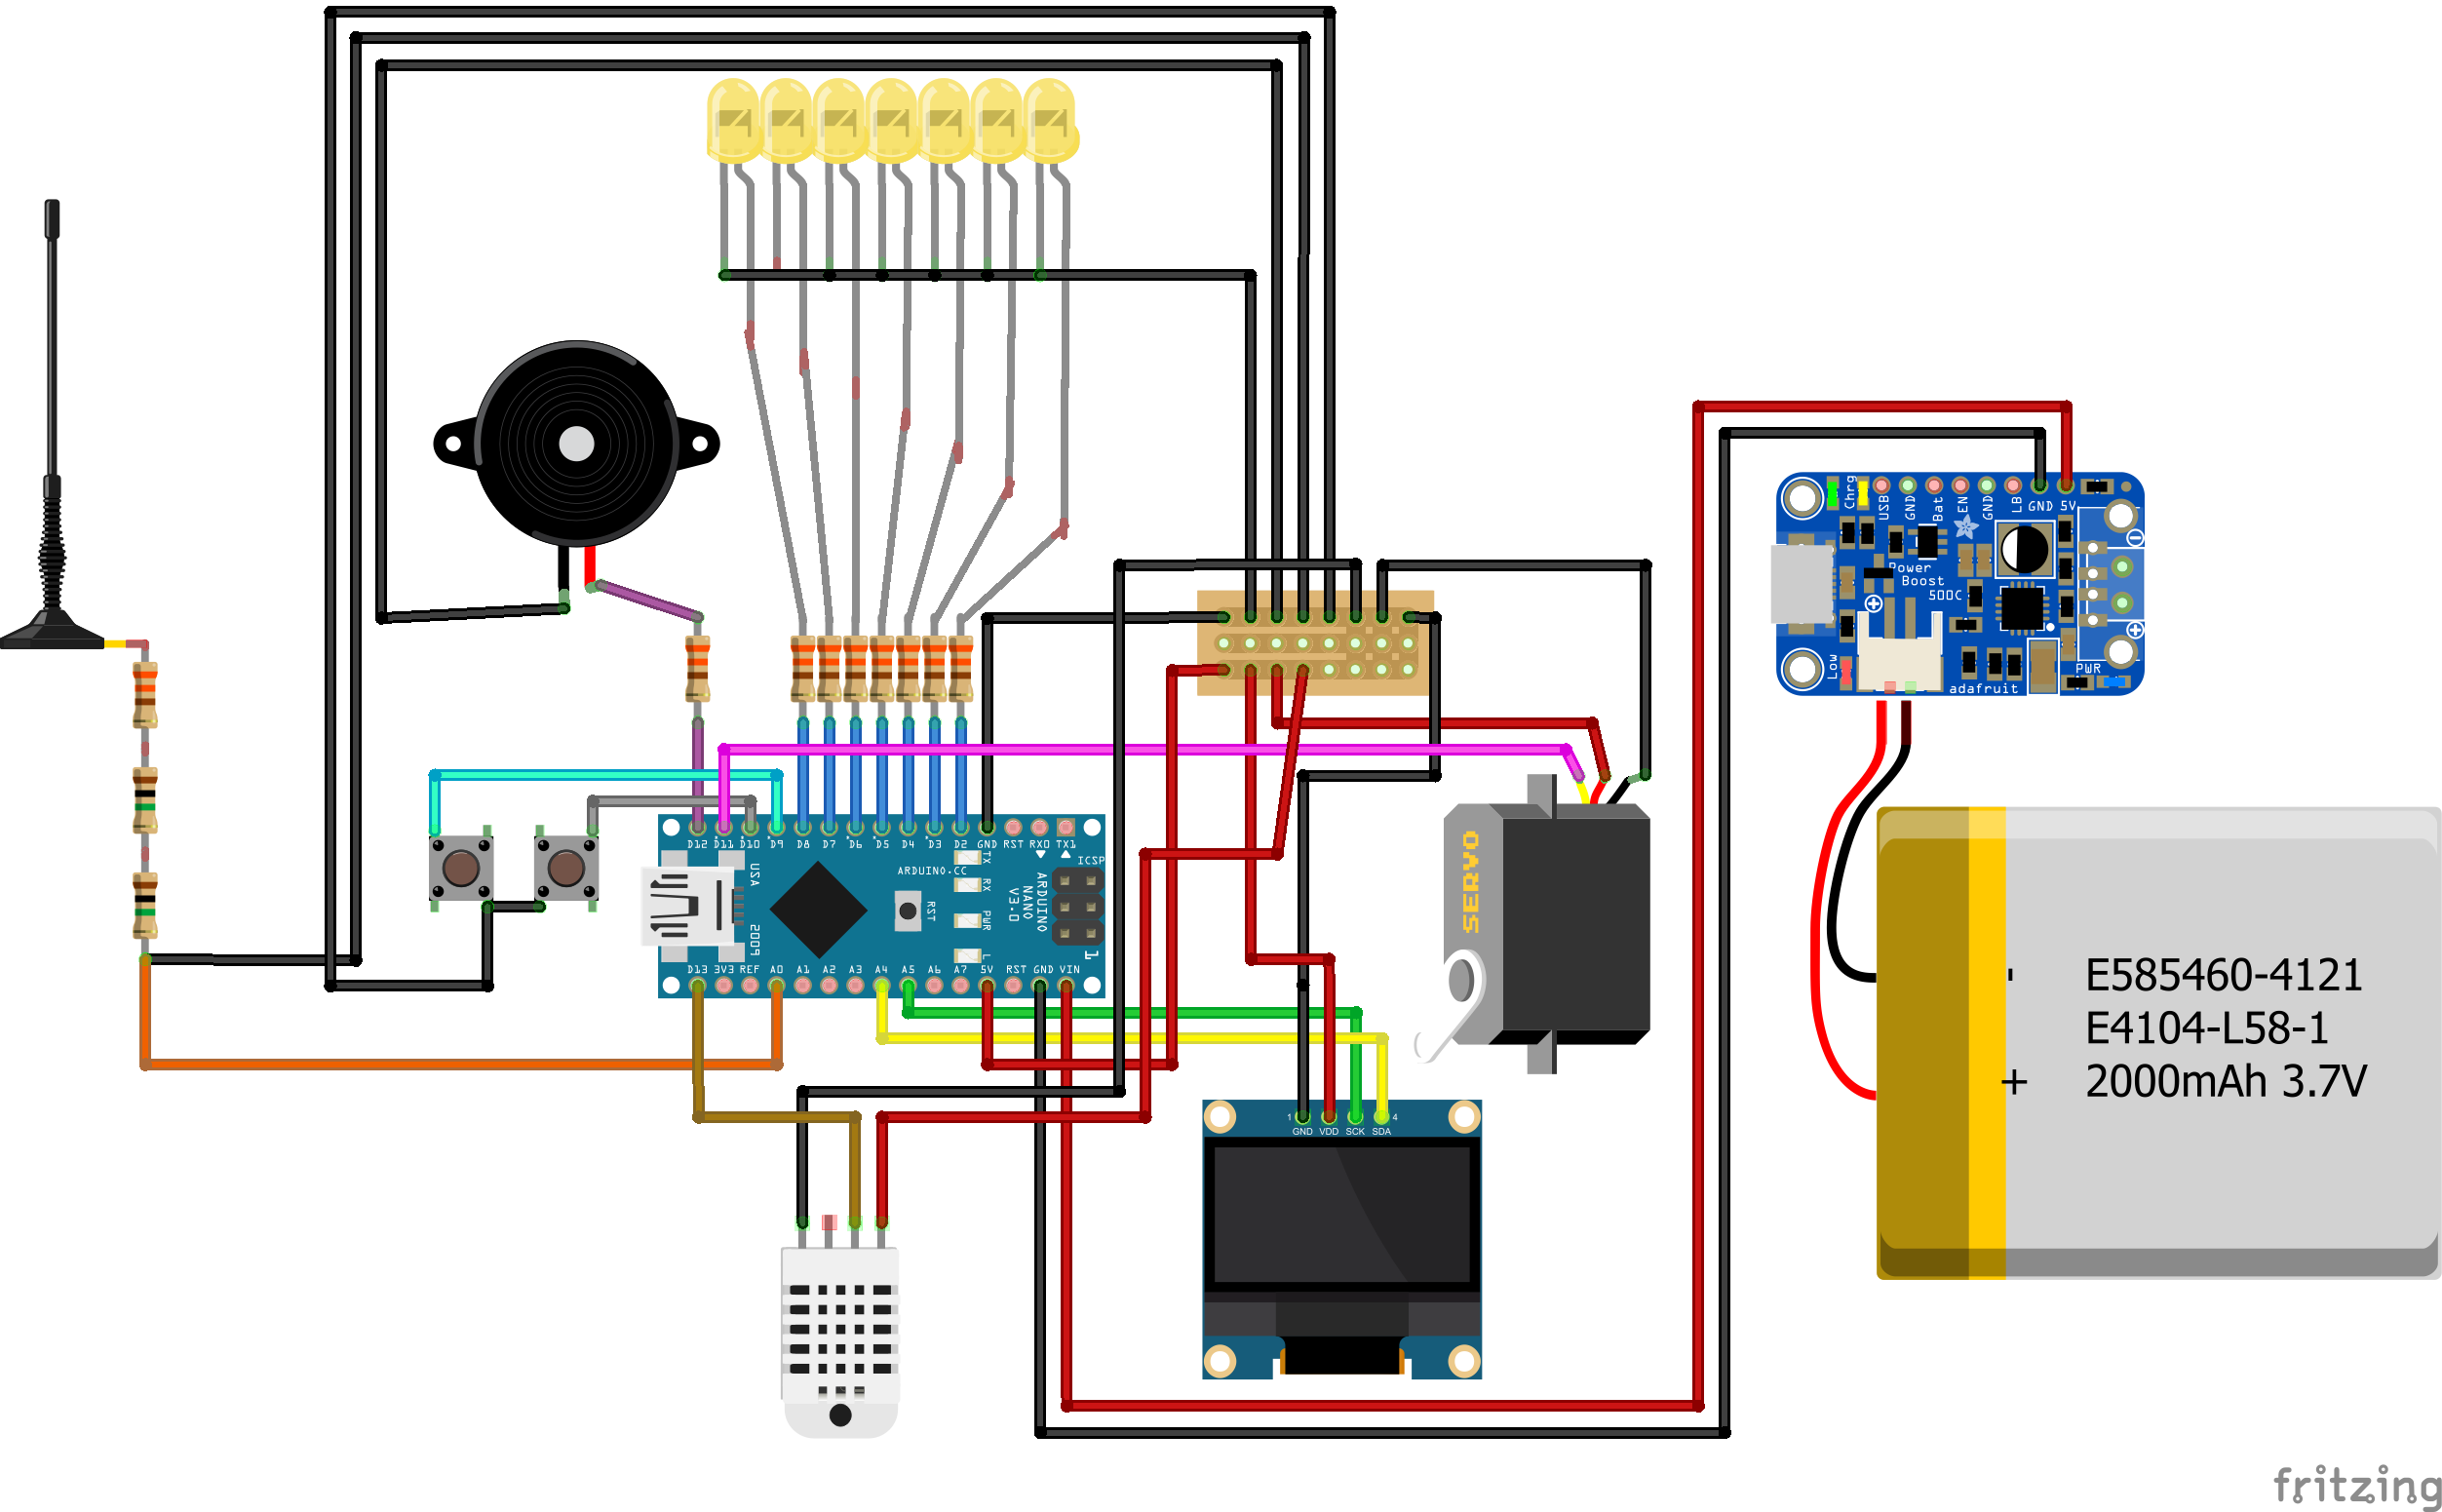 Chrg
USB
GND
Bat
EN
GND
LB
GND
5V
Power
Boost
500C
Low
adafruit
PWR
D12
D11
D10
D9
D8
D7
D6
D5
D4
D3
D2
GND
RST
RX0
TX1
USA
ARDUINO.CC
TX
RX
PWR
L
RST
ARDUINO
NANO
V3.0
ICSP
1
2009
D13
3V3
REF
A0
A1
A2
A3
A4
A5
A6
A7
5V
RST
GND
VIN
SERVO
- E585460-4121
E4104-L58-1
+ 2000mAh 3.7V
1
4
GND
VDD
SCK
SDA
fritzing